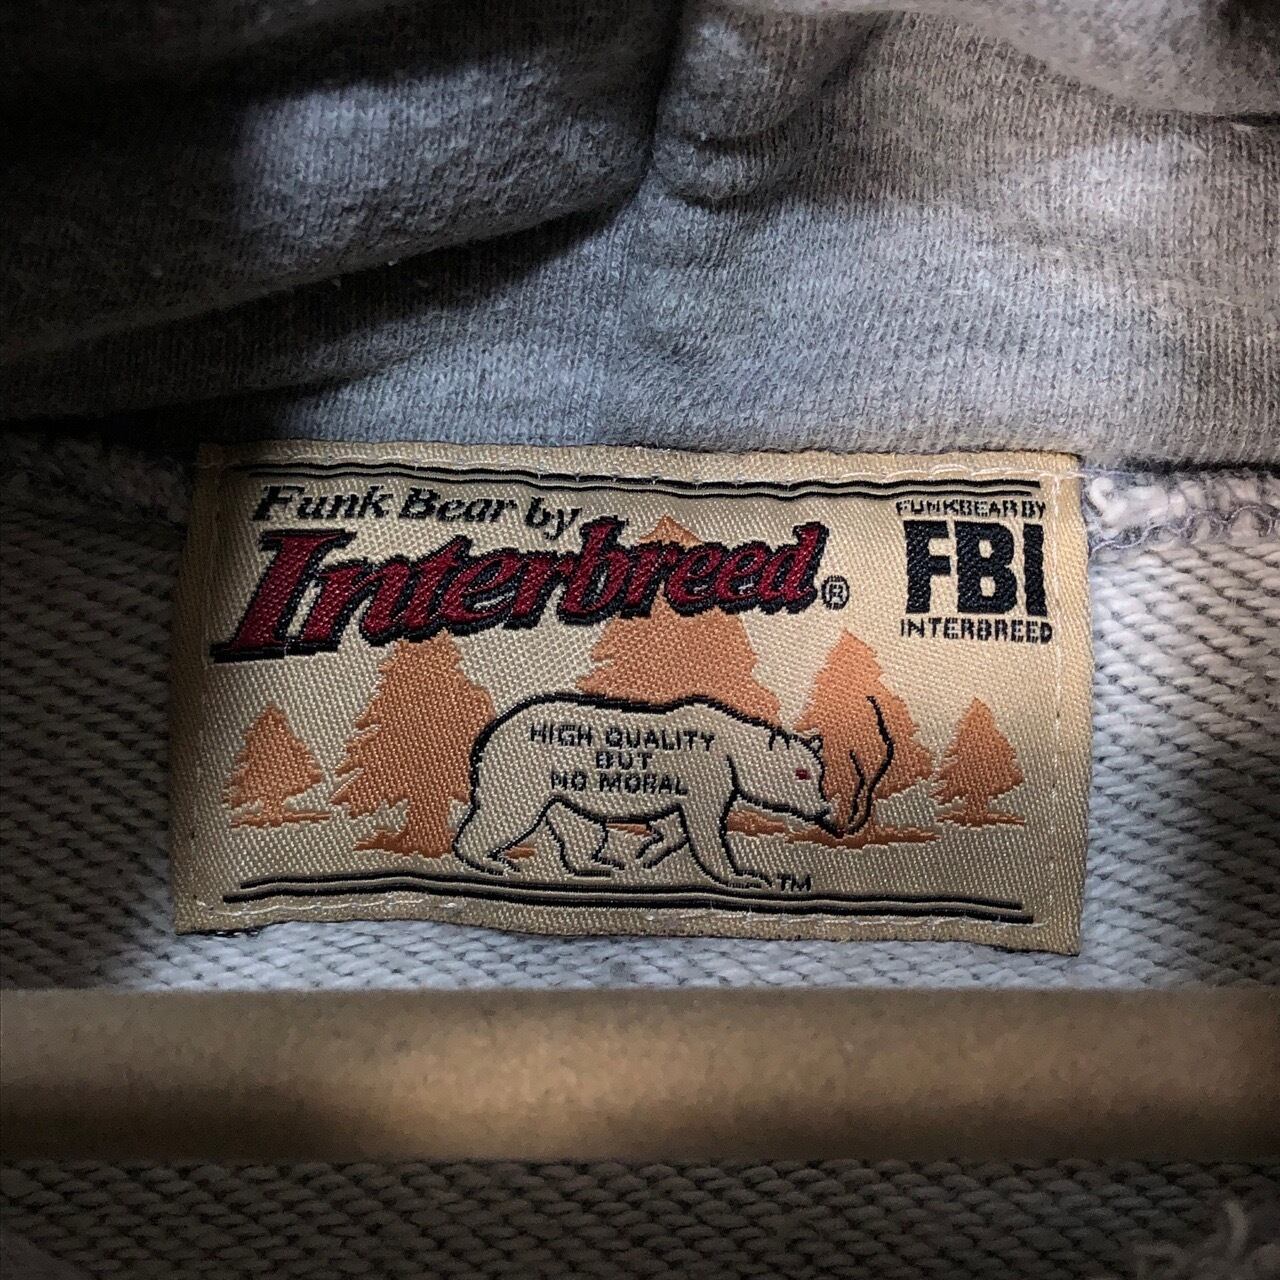 Funk Bear by
Interbreed®
FUNKBEAR BY
FBI
INTERBREED
HIGH QUALITY
BUT
NO MORAL
TM